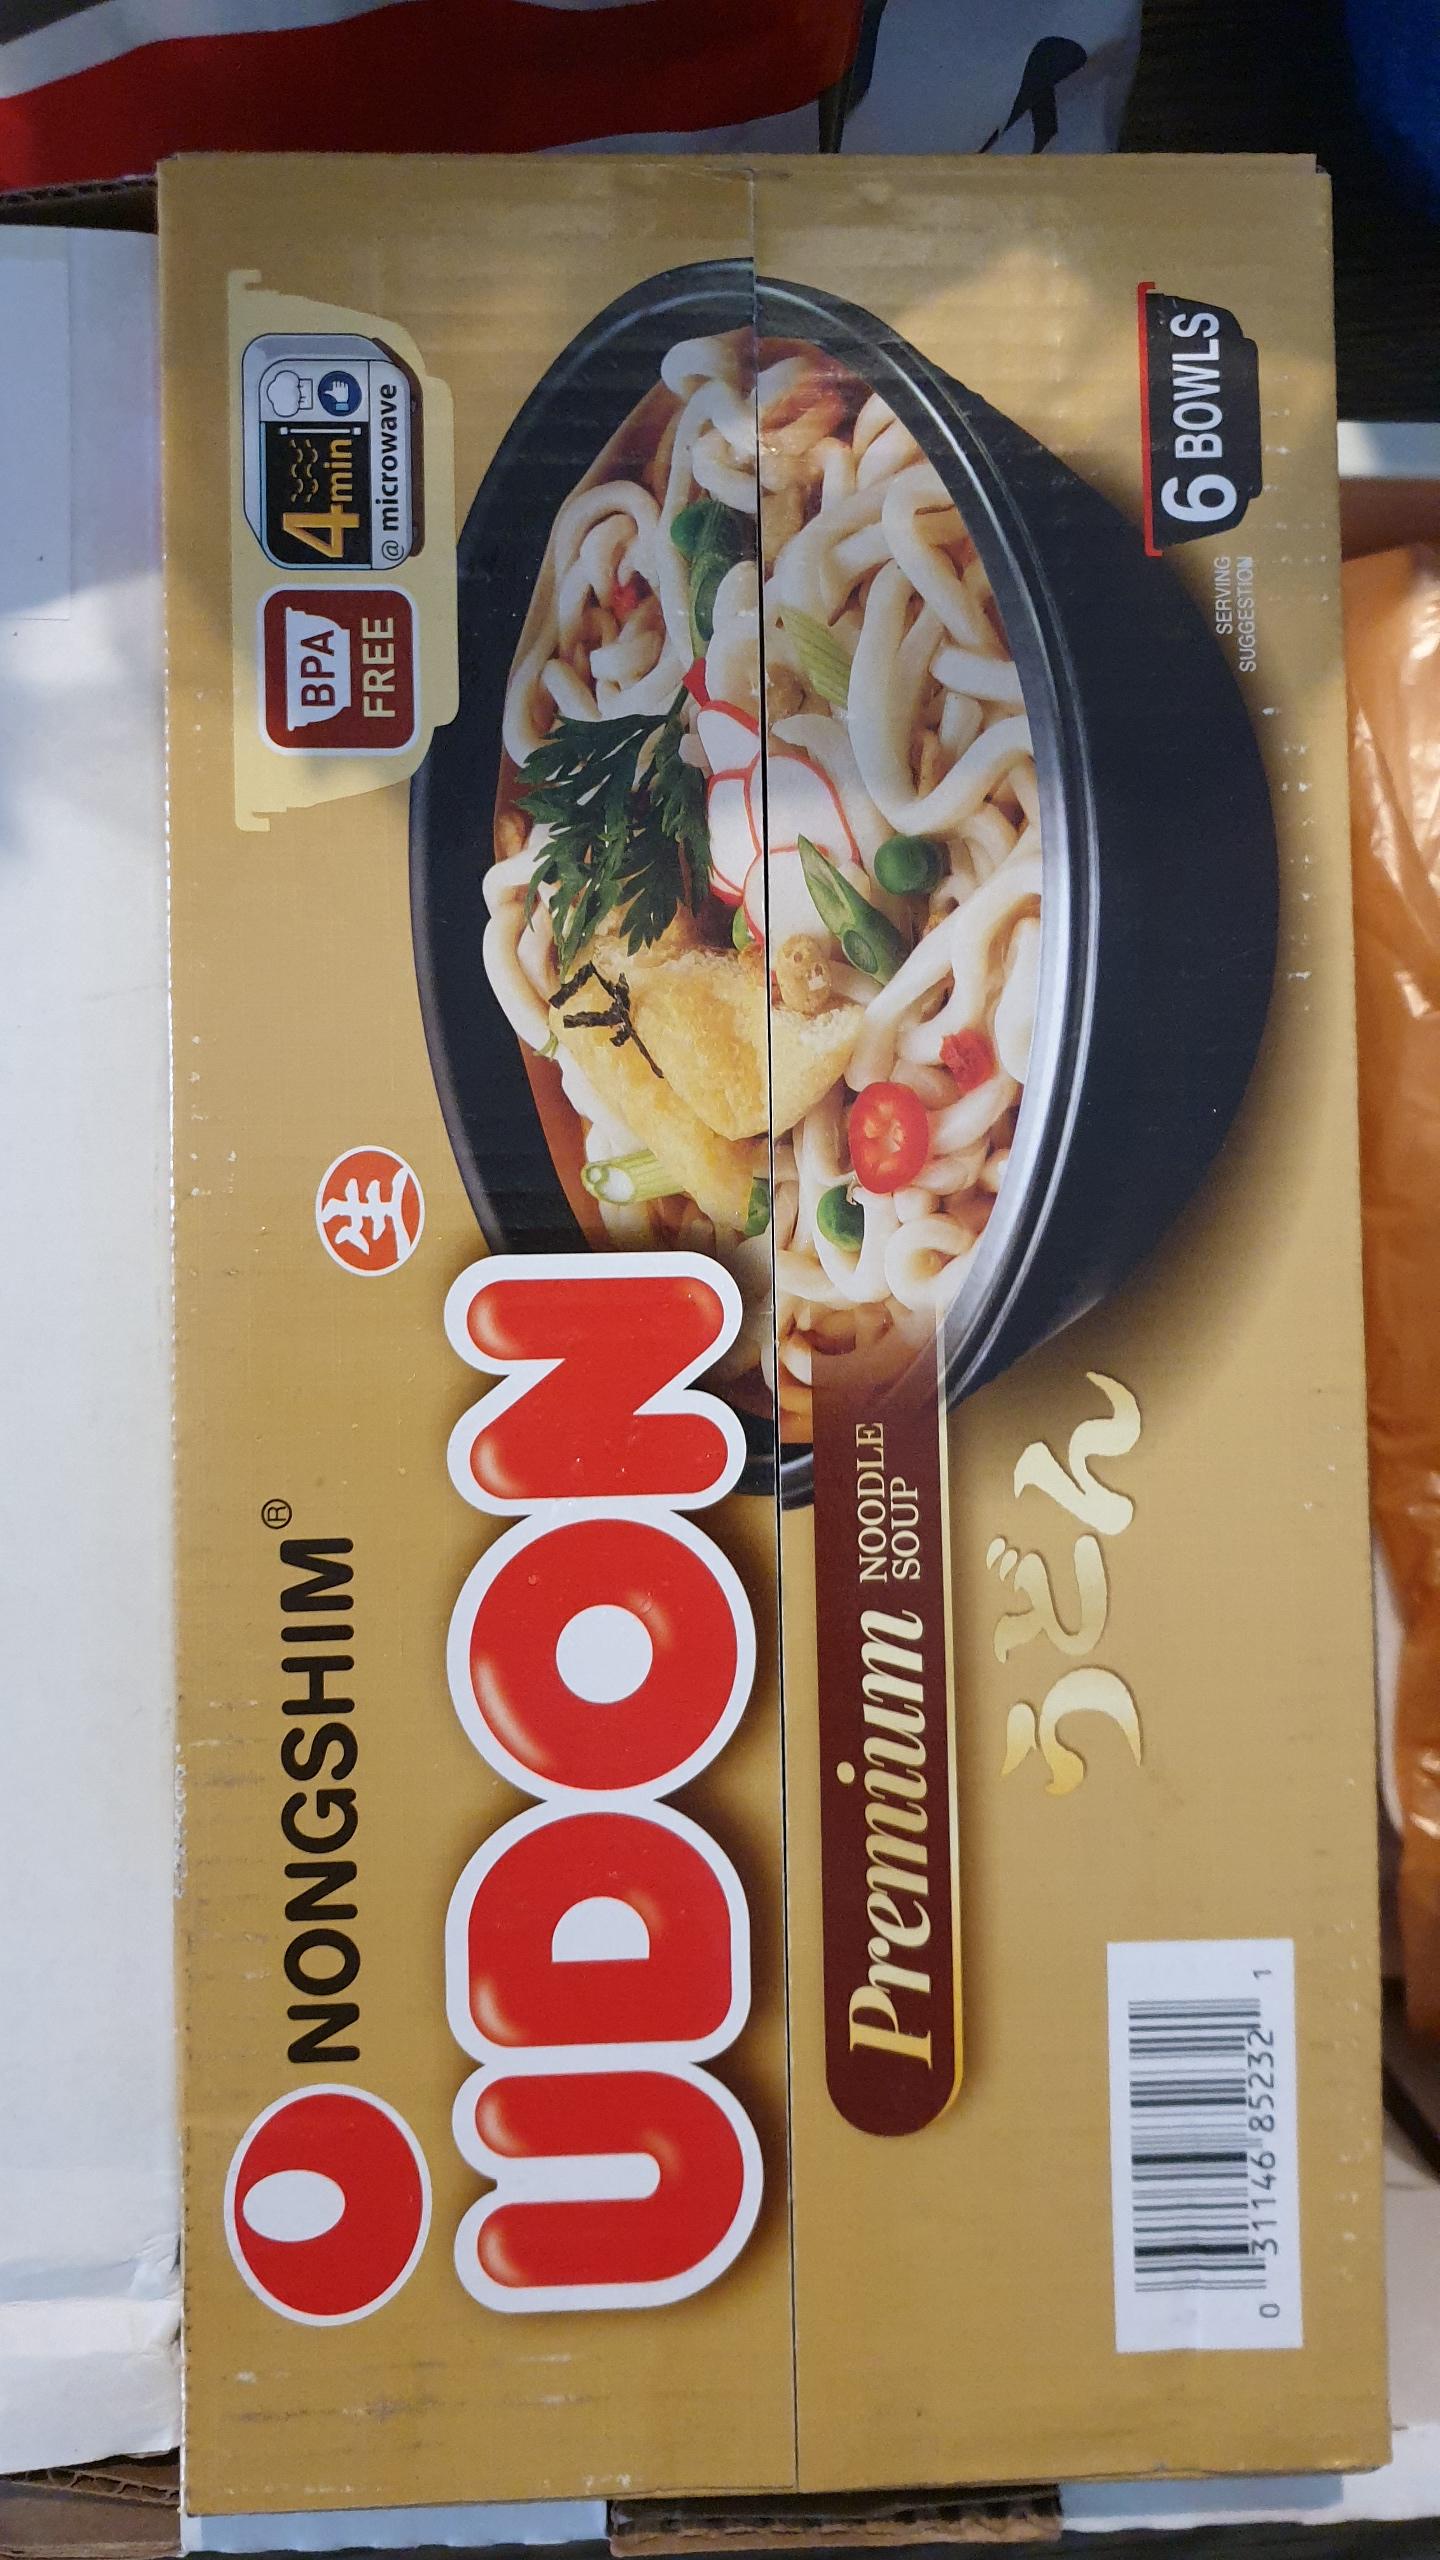 NONGSHIM®
生
UDON
Premium NOODLE SOUP
うどん
BPA FREE
4 min
@ microwave
6 BOWLS
SERVING
SUGGESTION
0 31146 85232 1